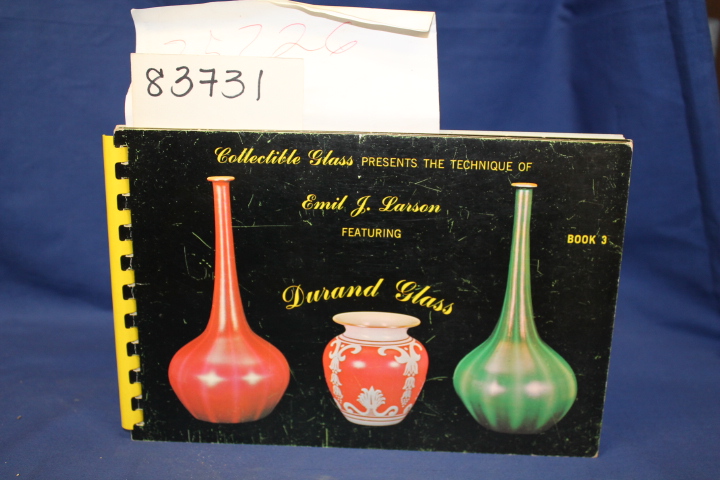 83731
Collectible Glass PRESENTS THE TECHNIQUE OF
Emil J. Larson
FEATURING
BOOK 3
Durand Glass